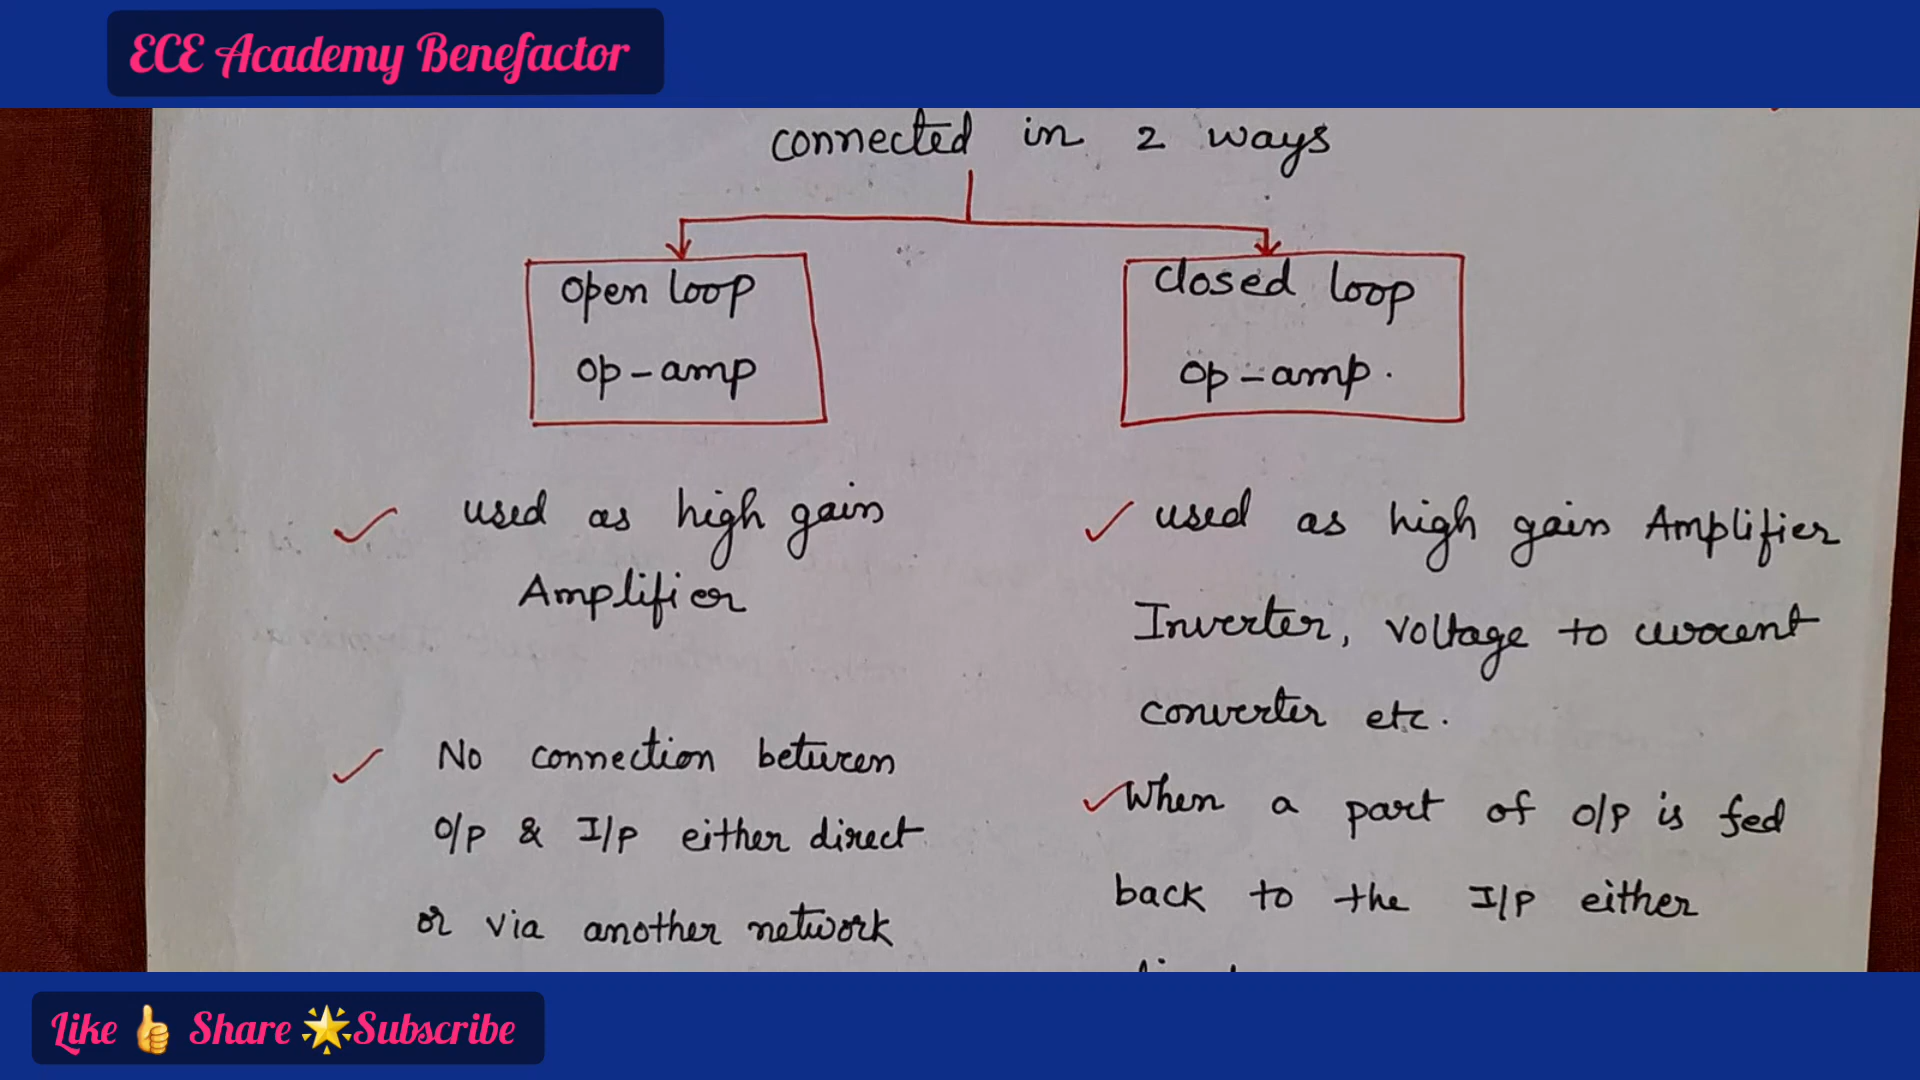 ECE Academy Benefactor
connected in 2 ways
open loop
op-amp
closed loop
op-amp.
used as high gain
Amplifier
No connection between
O/p & I/p either direct
or via another network
used as high gain Amplifier
Inverter, voltage to current
converter etc.
When a part of O/P is fed
back to the I/P either
Like 👍 Share 🌟Subscribe